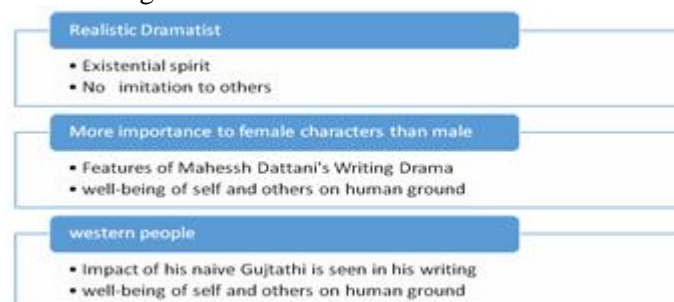 Realistic Dramatist
• Existential spirit
• No imitation to others
More importance to female characters than male
• Features of Mahessh Dattani's Writing Drama
• well-being of self and others on human ground
western people
• Impact of his naive Gujtathi is seen in his writing
• well-being of self and others on human ground